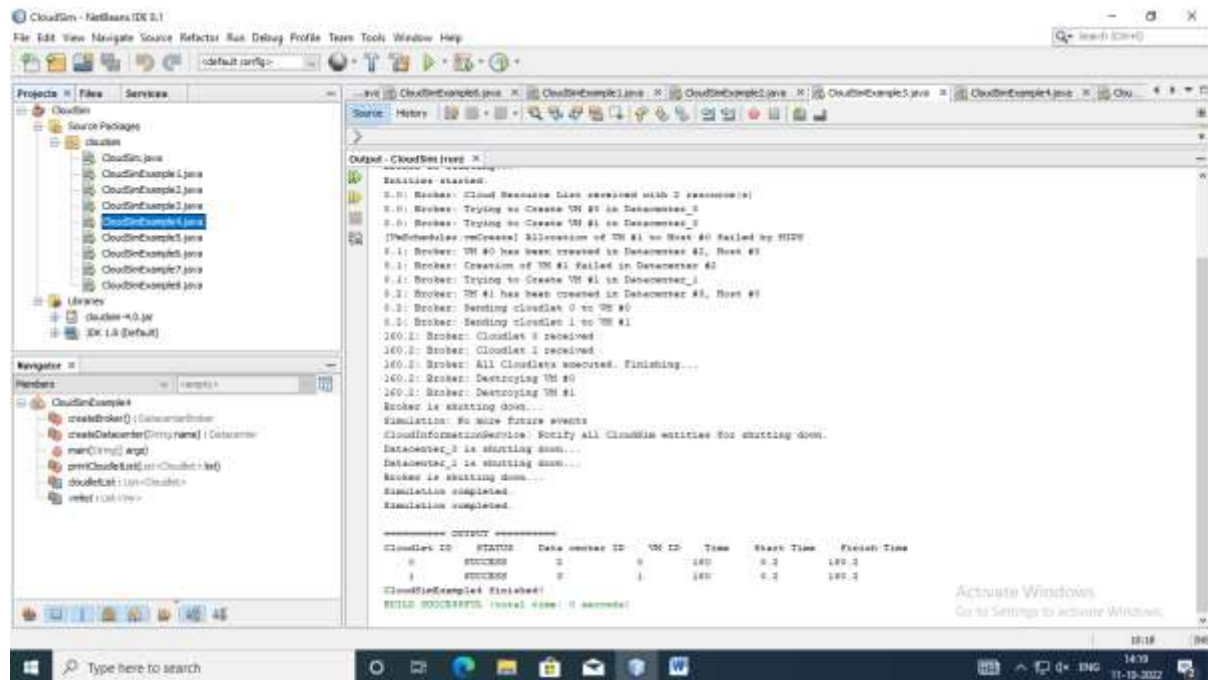 CloudSim - NetBeans IDE 8.1
File Edit View Navigate Source Refactor Run Debug Profile Team Tools Window Help
<default config>
Projects Files Services
CloudSim
Source Packages
cloudsim
CloudSim.java
CloudSimExample1.java
CloudSimExample2.java
CloudSimExample3.java
CloudSimExample4.java
CloudSimExample5.java
CloudSimExample6.java
CloudSimExample7.java
CloudSimExample8.java
Libraries
cloudsim-4.0.jar
JDK 1.8 (Default)
Navigator
Members <empty>
CloudSimExample4
createBroker() : DatacenterBroker
createDatacenter(String name) : Datacenter
main(String[] args)
printCloudletList(List<Cloudlet> list)
cloudletList : List<Cloudlet>
vmlist : List<Vm>
CloudSimExample6.java CloudSimExample1.java CloudSimExample2.java CloudSimExample3.java CloudSimExample4.java Clou...
Source History
Output - CloudSim (run)
Entities started.
0.0: Broker: Cloud Resource List received with 2 resource(s)
0.0: Broker: Trying to Create VM #0 in Datacenter_0
0.0: Broker: Trying to Create VM #1 in Datacenter_0
[VmScheduler.vmCreate] Allocation of VM #1 to Host #0 failed by MIPS
0.1: Broker: VM #0 has been created in Datacenter #2, Host #0
0.1: Broker: Creation of VM #1 failed in Datacenter #2
0.1: Broker: Trying to Create VM #1 in Datacenter_1
0.2: Broker: VM #1 has been created in Datacenter #3, Host #0
0.2: Broker: Sending cloudlet 0 to VM #0
0.2: Broker: Sending cloudlet 1 to VM #1
160.2: Broker: Cloudlet 0 received
160.2: Broker: Cloudlet 1 received
160.2: Broker: All Cloudlets executed. Finishing...
160.2: Broker: Destroying VM #0
160.2: Broker: Destroying VM #1
Broker is shutting down...
Simulation: No more future events
CloudInformationService: Notify all CloudSim entities for shutting down.
Datacenter_0 is shutting down...
Datacenter_1 is shutting down...
Broker is shutting down...
Simulation completed.
Simulation completed.
========== OUTPUT ==========
Cloudlet ID STATUS Data center ID VM ID Time Start Time Finish Time
0 SUCCESS 2 0 160 0.2 160.2
1 SUCCESS 3 1 160 0.2 160.2
CloudSimExample4 finished!
BUILD SUCCESSFUL (total time: 0 seconds)
Activate Windows
Go to Settings to activate Windows.
Type here to search
ENG
14:19
11-10-2022